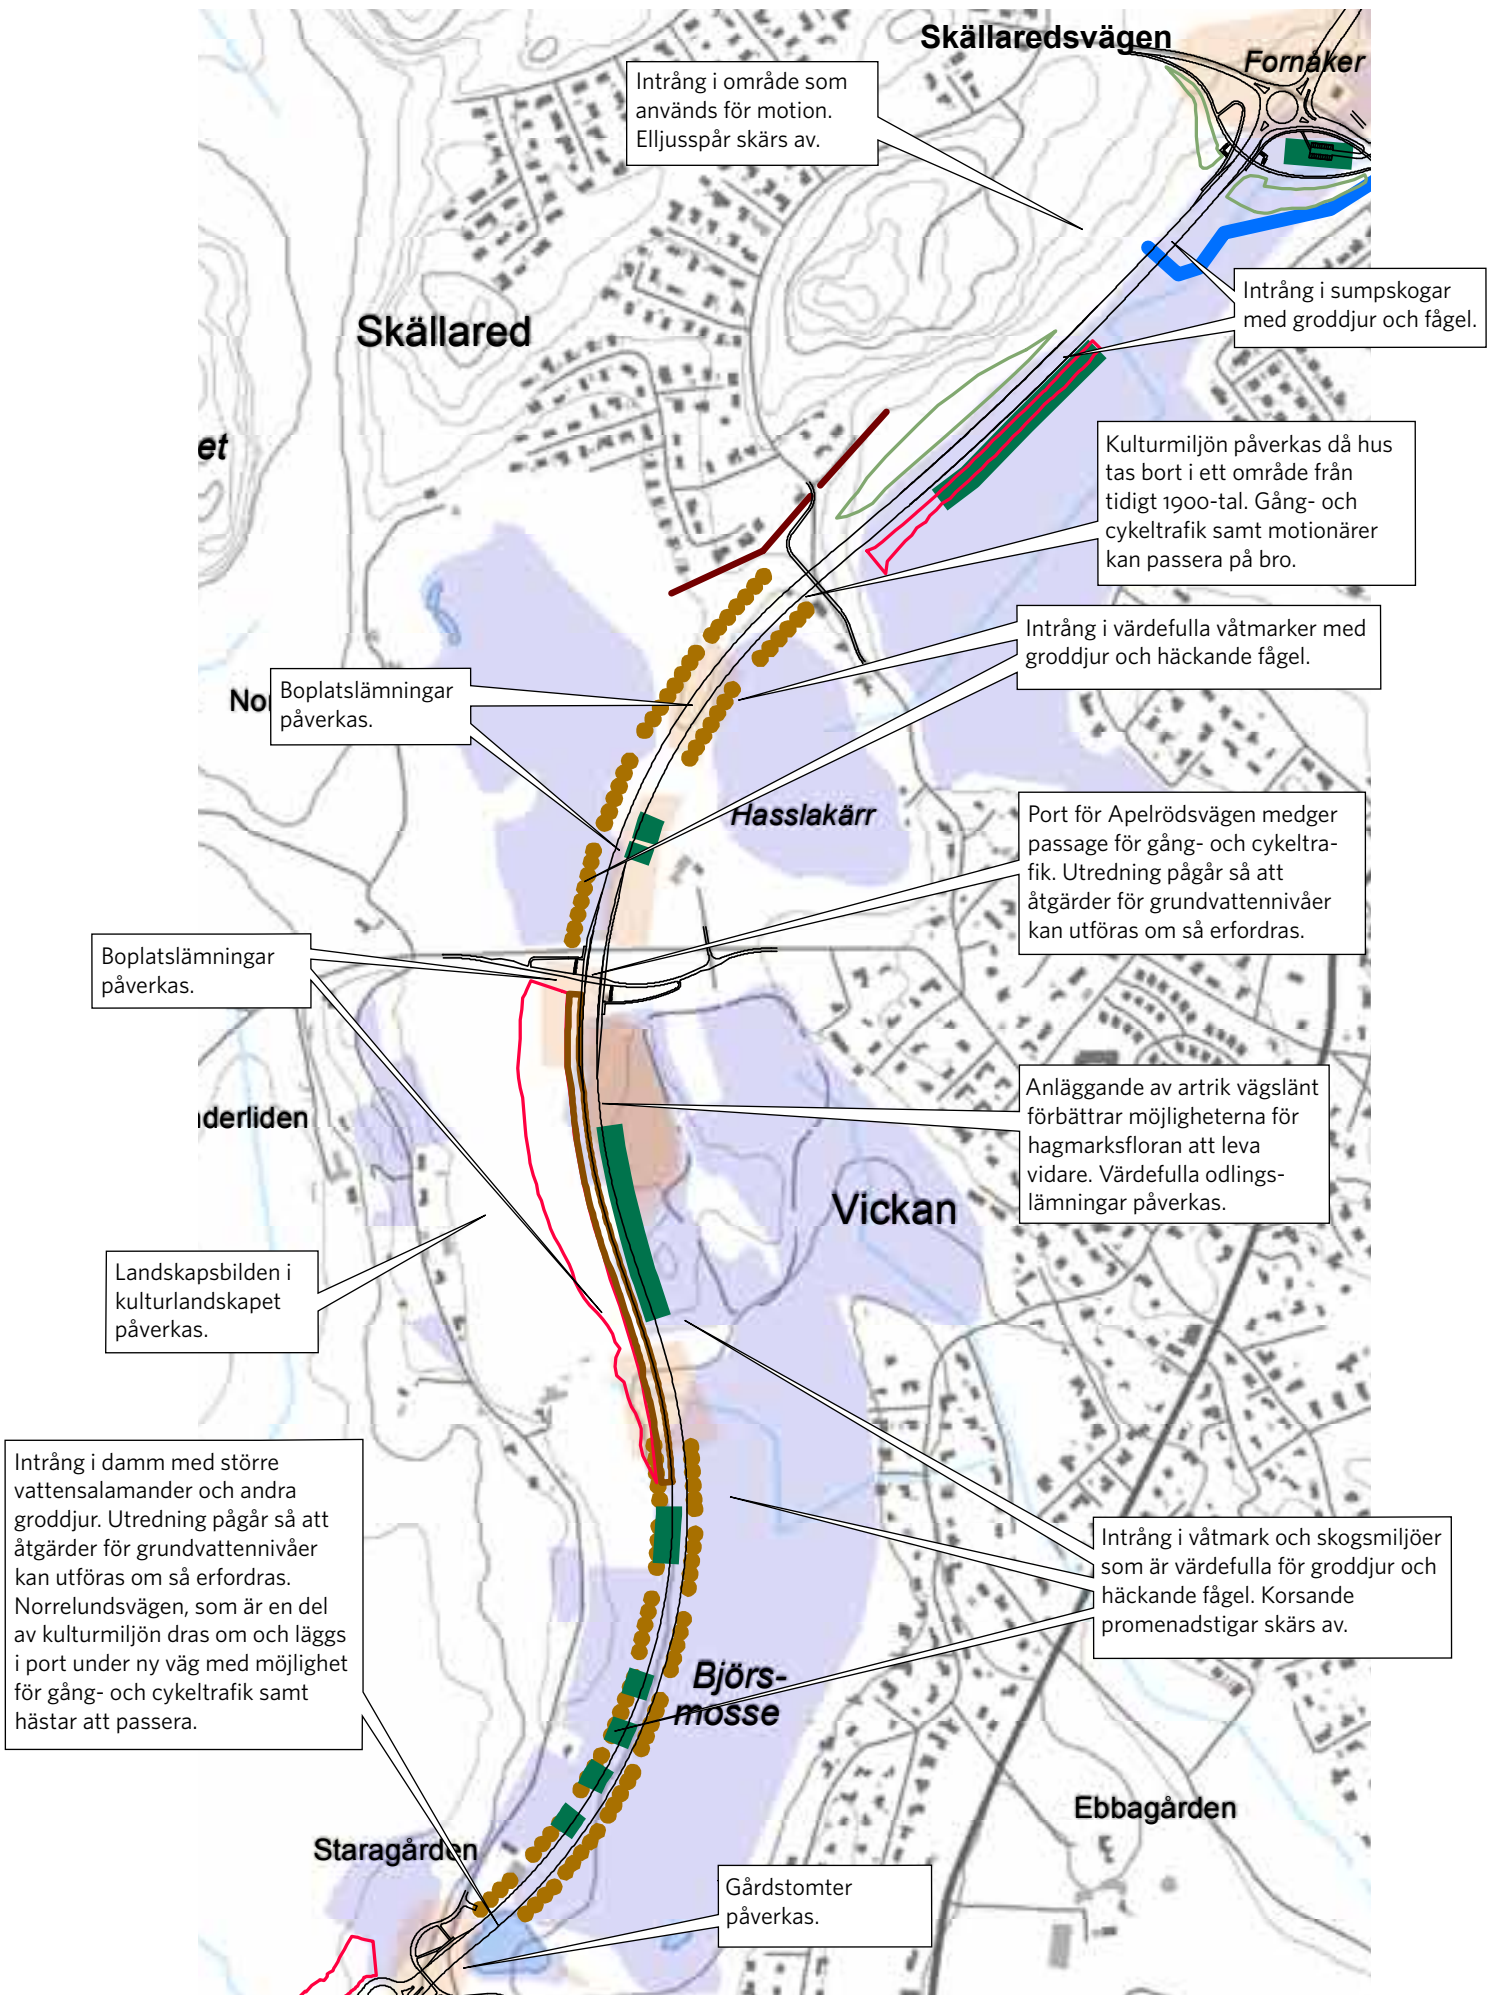 Skällaredsvägen
Fornåker
Intrång i område som
används för motion.
Elljusspår skärs av.
Intrång i sumpskogar
med groddjur och fågel.
Skällared
et
Kulturmiljön påverkas då hus
tas bort i ett område från
tidigt 1900-tal. Gång- och
cykeltrafik samt motionärer
kan passera på bro.
Intrång i värdefulla våtmarker med
groddjur och häckande fågel.
Nor
Boplatslämningar
påverkas.
Hasslakärr
Port för Apelrödsvägen medger
passage för gång- och cykeltra-
fik. Utredning pågår så att
åtgärder för grundvattennivåer
kan utföras om så erfordras.
Boplatslämningar
påverkas.
Anläggande av artrik vägslänt
förbättrar möjligheterna för
hagmarksfloran att leva
vidare. Värdefulla odlings-
lämningar påverkas.
derliden
Vickan
Landskapsbilden i
kulturlandskapet
påverkas.
Intrång i damm med större
vattensalamander och andra
groddjur. Utredning pågår så att
åtgärder för grundvattennivåer
kan utföras om så erfordras.
Norrelundsvägen, som är en del
av kulturmiljön dras om och läggs
i port under ny väg med möjlighet
för gång- och cykeltrafik samt
hästar att passera.
Intrång i våtmark och skogsmiljöer
som är värdefulla för groddjur och
häckande fågel. Korsande
promenadstigar skärs av.
Björs-
mosse
Ebbagården
Staragården
Gårdstomter
påverkas.